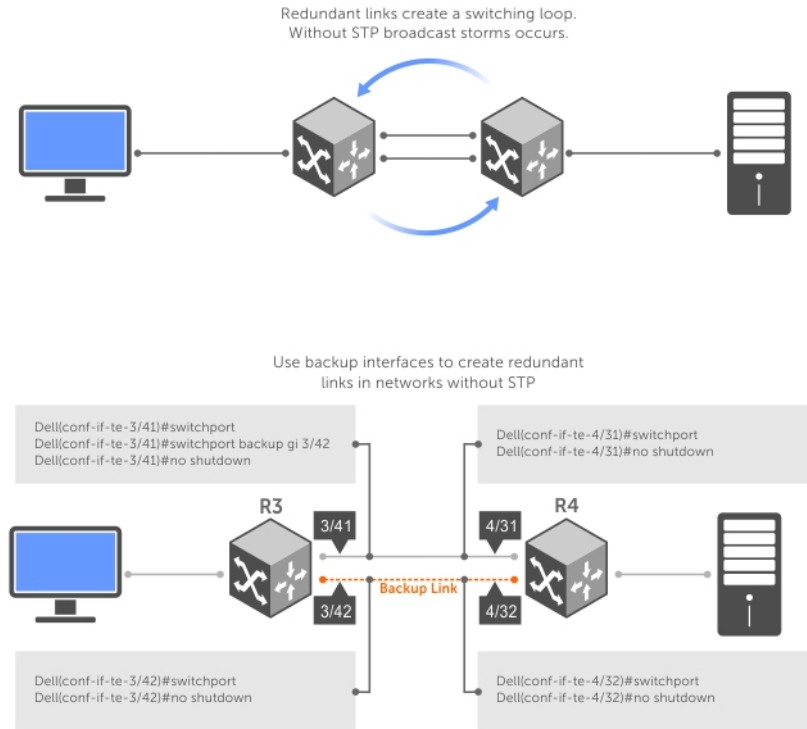 Redundant links create a switching loop.
Without STP broadcast storms occurs.
Use backup interfaces to create redundant
links in networks without STP
Dell(conf-if-te-3/41)#switchport
Dell(conf-if-te-3/41)#switchport backup gi 3/42
Dell(conf-if-te-3/41)#no shutdown
Dell(conf-if-te-4/31)#switchport
Dell(conf-if-te-4/31)#no shutdown
R3
R4
3/41
4/31
Backup Link
3/42
4/32
Dell(conf-if-te-3/42)#switchport
Dell(conf-if-te-3/42)#no shutdown
Dell(conf-if-te-4/32)#switchport
Dell(conf-if-te-4/32)#no shutdown